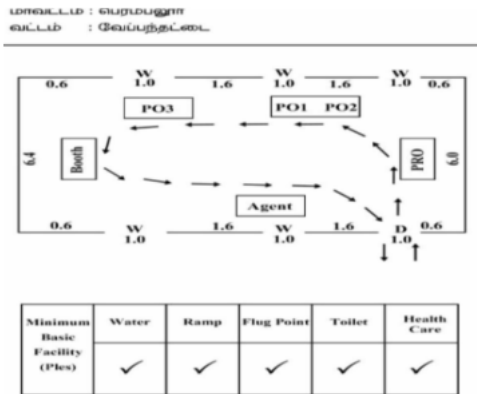 மாவட்டம் : பெரம்பலூர்
வட்டம் : வேப்பந்தட்டை
W W W
0.6 1.0 1.6 1.0 1.6 1.0 0.6
PO3 PO1 PO2
6.4 Booth PRO 6.0
Agent
0.6 W 1.6 W 1.6 D 0.6
1.0 1.0 1.0
Minimum Basic Facility (Ples) Water Ramp Flug Point Toilet Health Care
✓ ✓ ✓ ✓ ✓